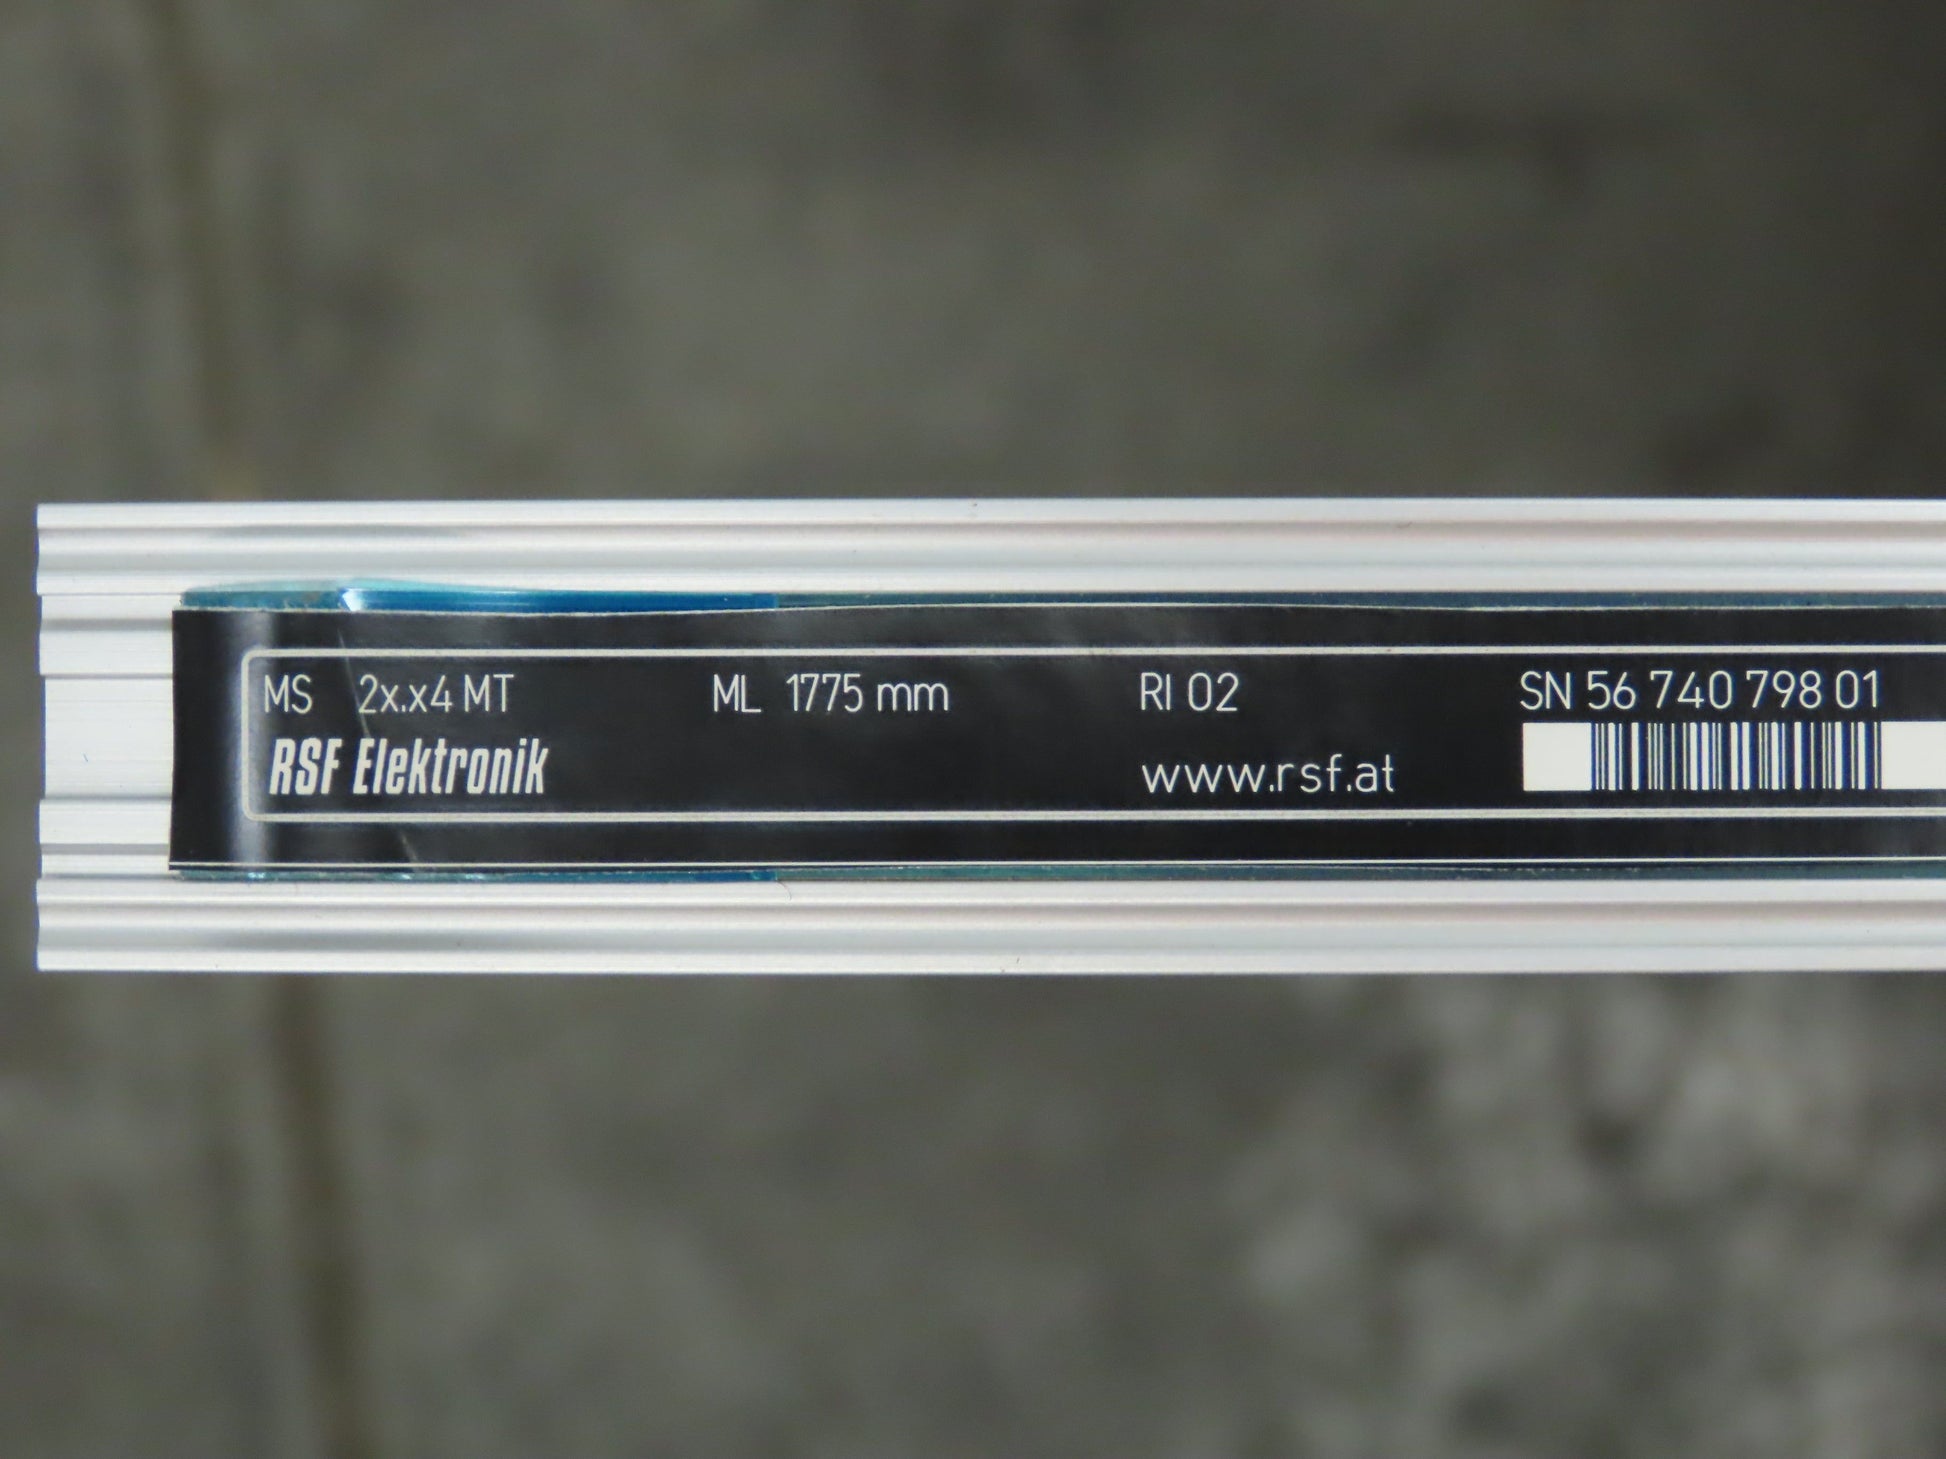 MS 2x.x4 MT ML 1775 mm RI 02 SN 56 740 798 01
RSF Elektronik www.rsf.at